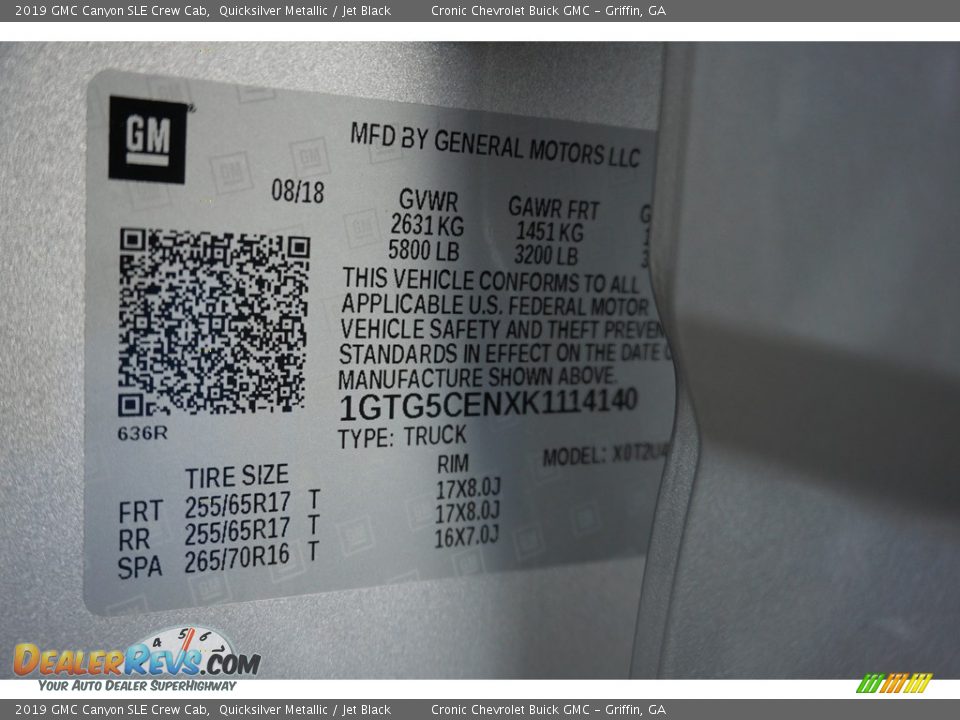 2019 GMC Canyon SLE Crew Cab, Quicksilver Metallic / Jet Black Cronic Chevrolet Buick GMC – Griffin, GA
GM
MFD BY GENERAL MOTORS LLC
08/18
GVWR GAWR FRT
2631 KG 1451 KG
5800 LB 3200 LB
THIS VEHICLE CONFORMS TO ALL
APPLICABLE U.S. FEDERAL MOTOR
VEHICLE SAFETY AND THEFT PREVEN
STANDARDS IN EFFECT ON THE DATE
MANUFACTURE SHOWN ABOVE.
1GTG5CENXK1114140
636R
TYPE: TRUCK
MODEL:
TIRE SIZE RIM
FRT 255/65R17 T 17X8.0J
RR 255/65R17 T 17X8.0J
SPA 265/70R16 T 16X7.0J
4 5 6
DEALERREVS.COM
YOUR AUTO DEALER SUPERHIGHWAY
2019 GMC Canyon SLE Crew Cab, Quicksilver Metallic / Jet Black Cronic Chevrolet Buick GMC – Griffin, GA